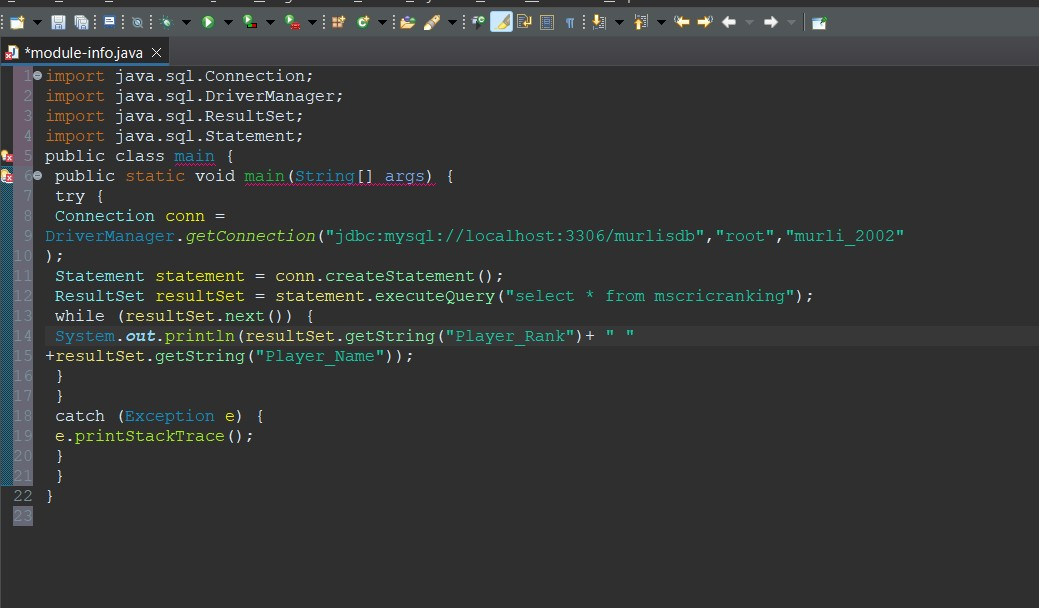 *module-info.java
1 import java.sql.Connection;
2 import java.sql.DriverManager;
3 import java.sql.ResultSet;
4 import java.sql.Statement;
5 public class main {
6 public static void main(String[] args) {
7 try {
8 Connection conn =
9 DriverManager.getConnection("jdbc:mysql://localhost:3306/murlisdb","root","murli_2002"
10 );
11 Statement statement = conn.createStatement();
12 ResultSet resultSet = statement.executeQuery("select * from mscricranking");
13 while (resultSet.next()) {
14 System.out.println(resultSet.getString("Player_Rank")+ " "
15 +resultSet.getString("Player_Name"));
16 }
17 }
18 catch (Exception e) {
19 e.printStackTrace();
20 }
21 }
22 }
23